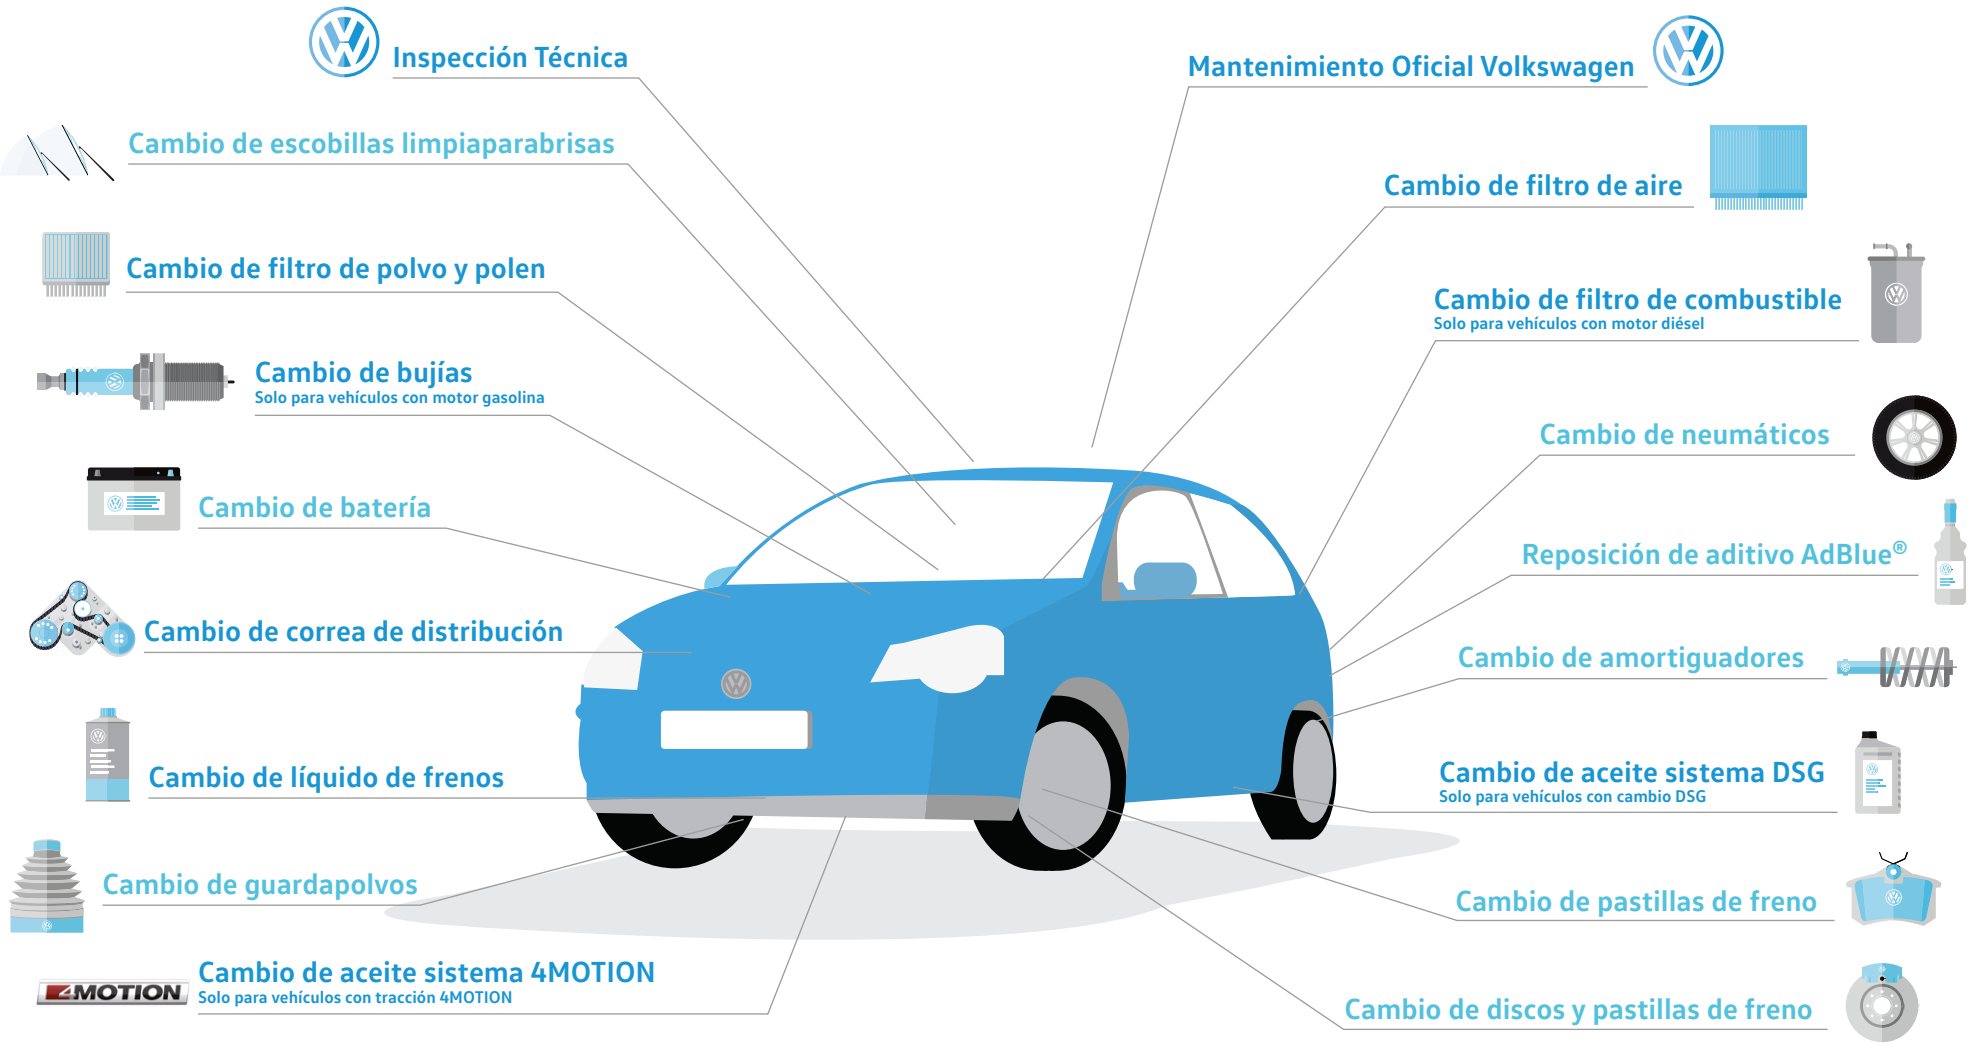 Inspección Técnica
Mantenimiento Oficial Volkswagen
Cambio de escobillas limpiaparabrisas
Cambio de filtro de aire
Cambio de filtro de polvo y polen
Cambio de filtro de combustible
Solo para vehículos con motor diésel
Cambio de bujías
Solo para vehículos con motor gasolina
Cambio de neumáticos
Cambio de batería
Reposición de aditivo AdBlue®
Cambio de correa de distribución
Cambio de amortiguadores
Cambio de líquido de frenos
Cambio de aceite sistema DSG
Solo para vehículos con cambio DSG
Cambio de guardapolvos
Cambio de pastillas de freno
4MOTION
Cambio de aceite sistema 4MOTION
Solo para vehículos con tracción 4MOTION
Cambio de discos y pastillas de freno